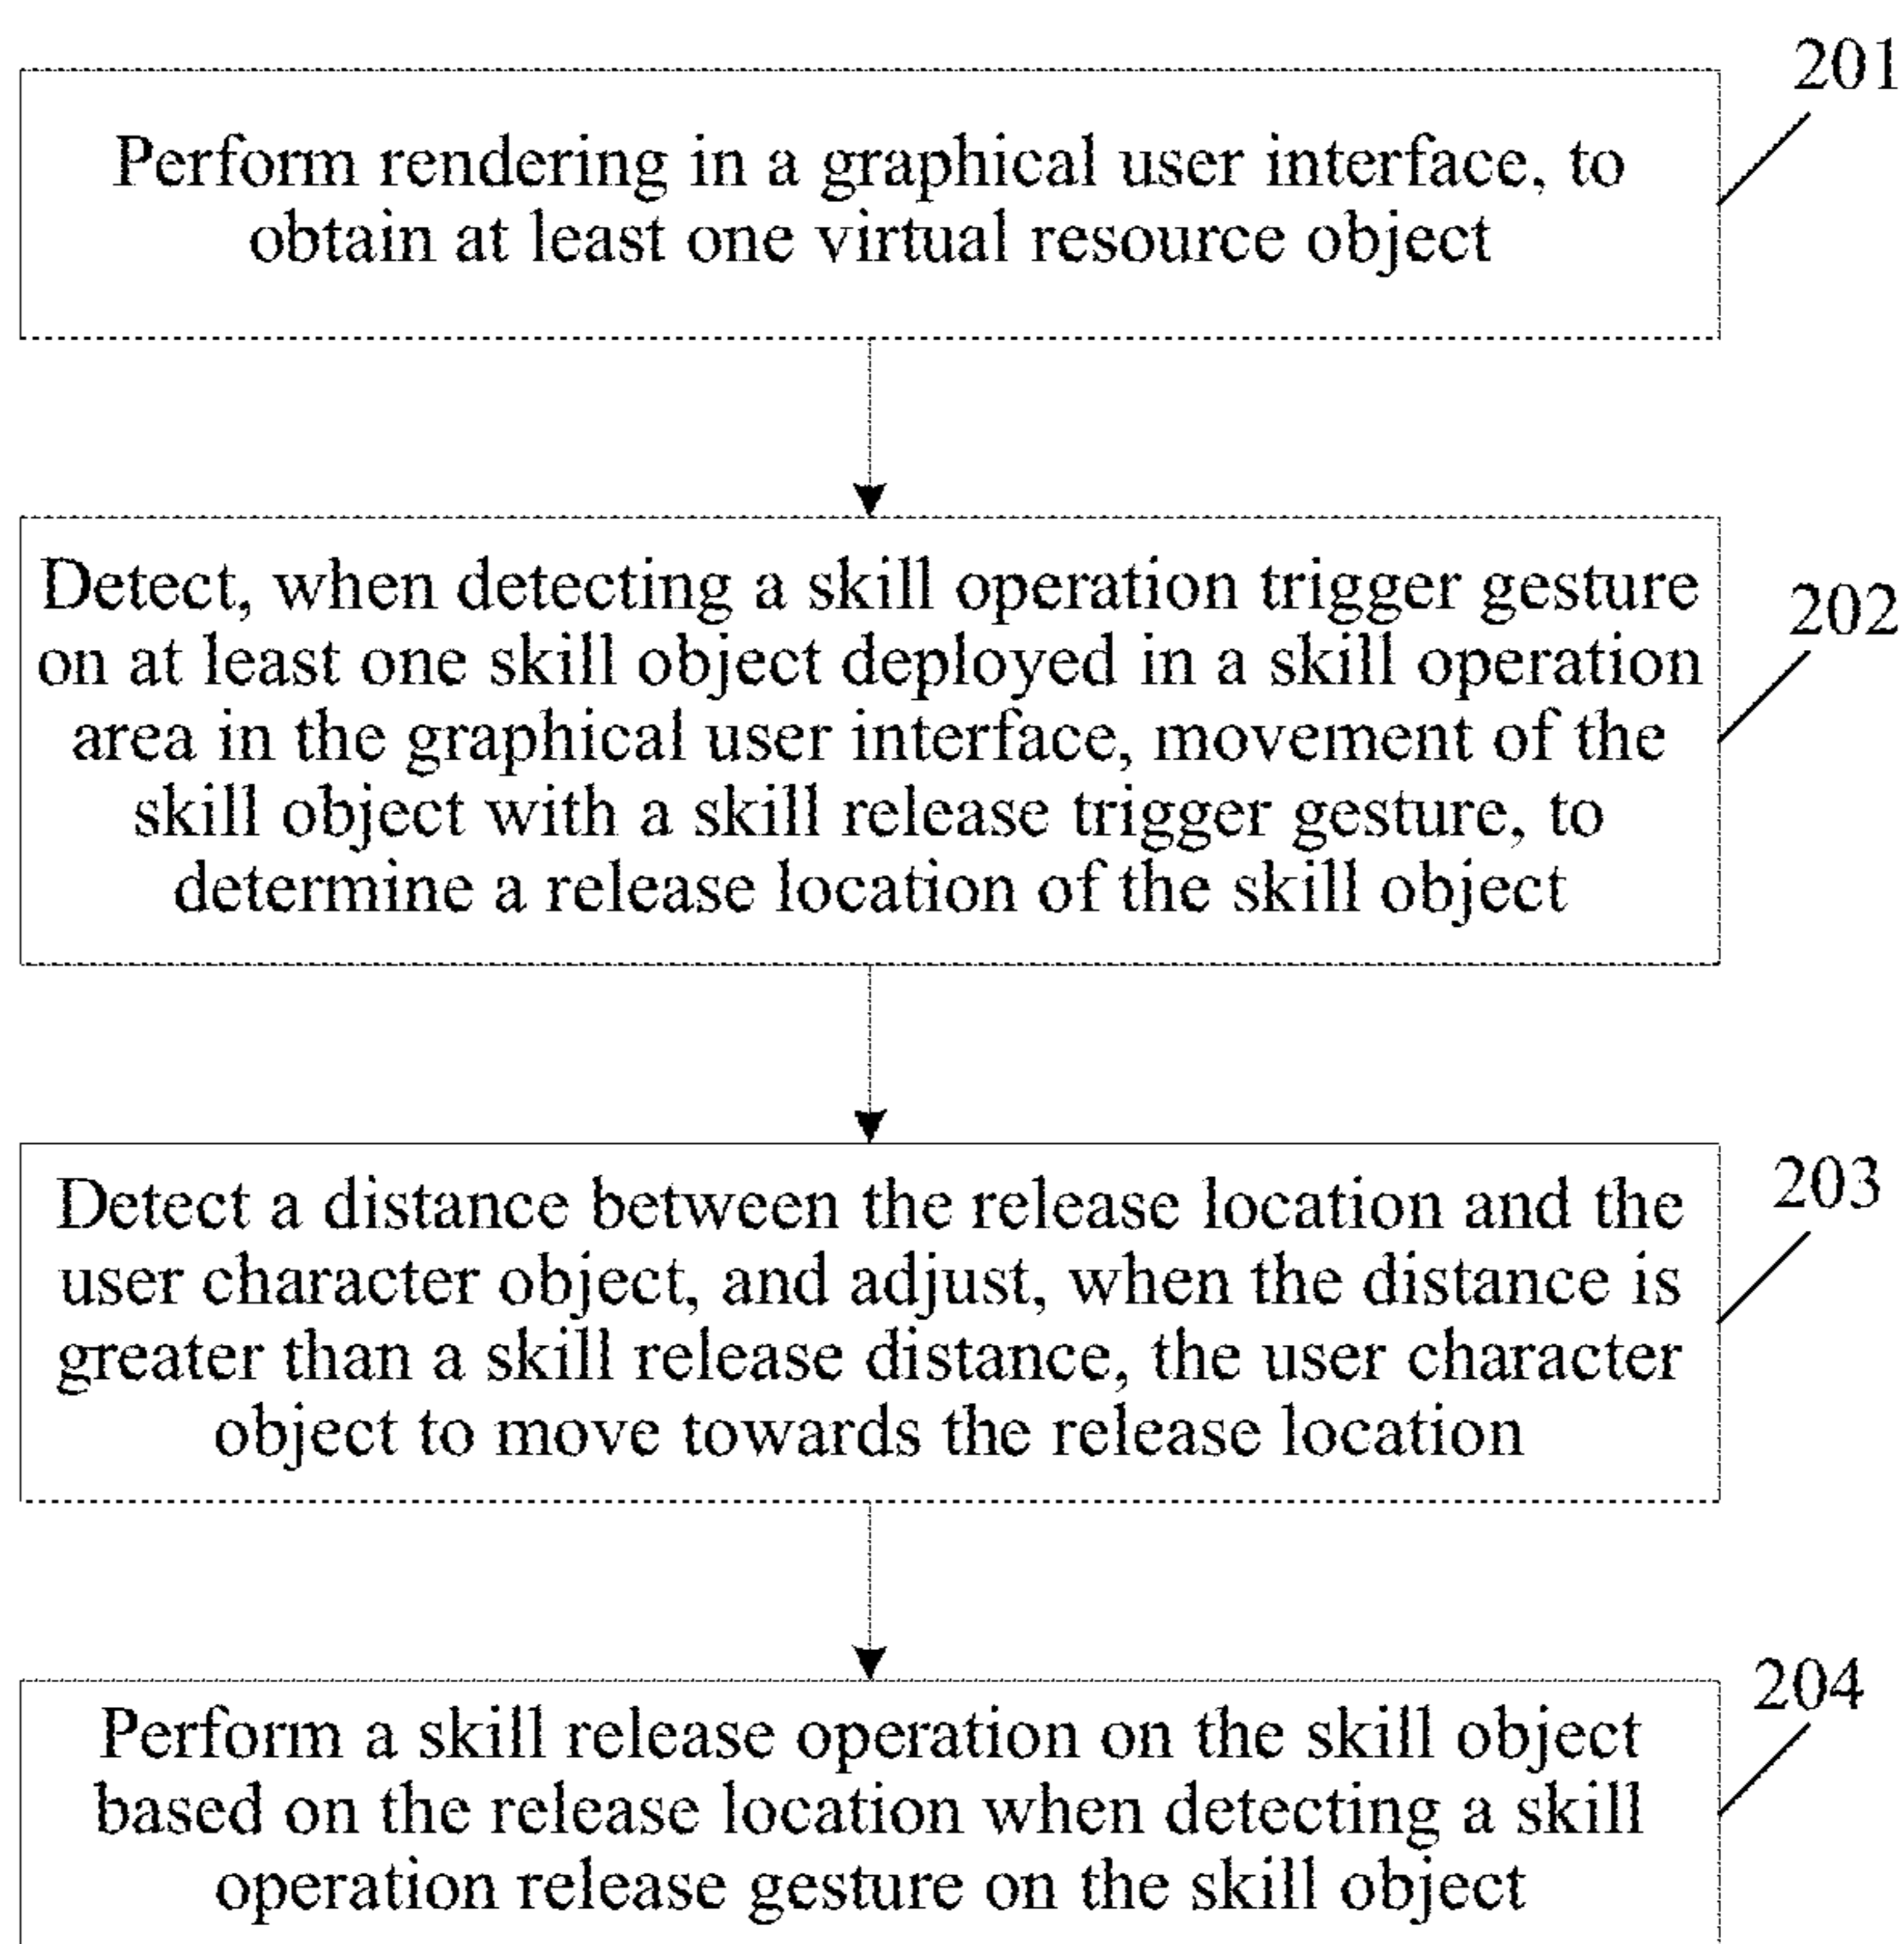 201
Perform rendering in a graphical user interface, to
obtain at least one virtual resource object
Detect, when detecting a skill operation trigger gesture
on at least one skill object deployed in a skill operation
area in the graphical user interface, movement of the
skill object with a skill release trigger gesture, to
determine a release location of the skill object
202
Detect a distance between the release location and the
user character object, and adjust, when the distance is
greater than a skill release distance, the user character
object to move towards the release location
203
Perform a skill release operation on the skill object
based on the release location when detecting a skill
operation release gesture on the skill object
204